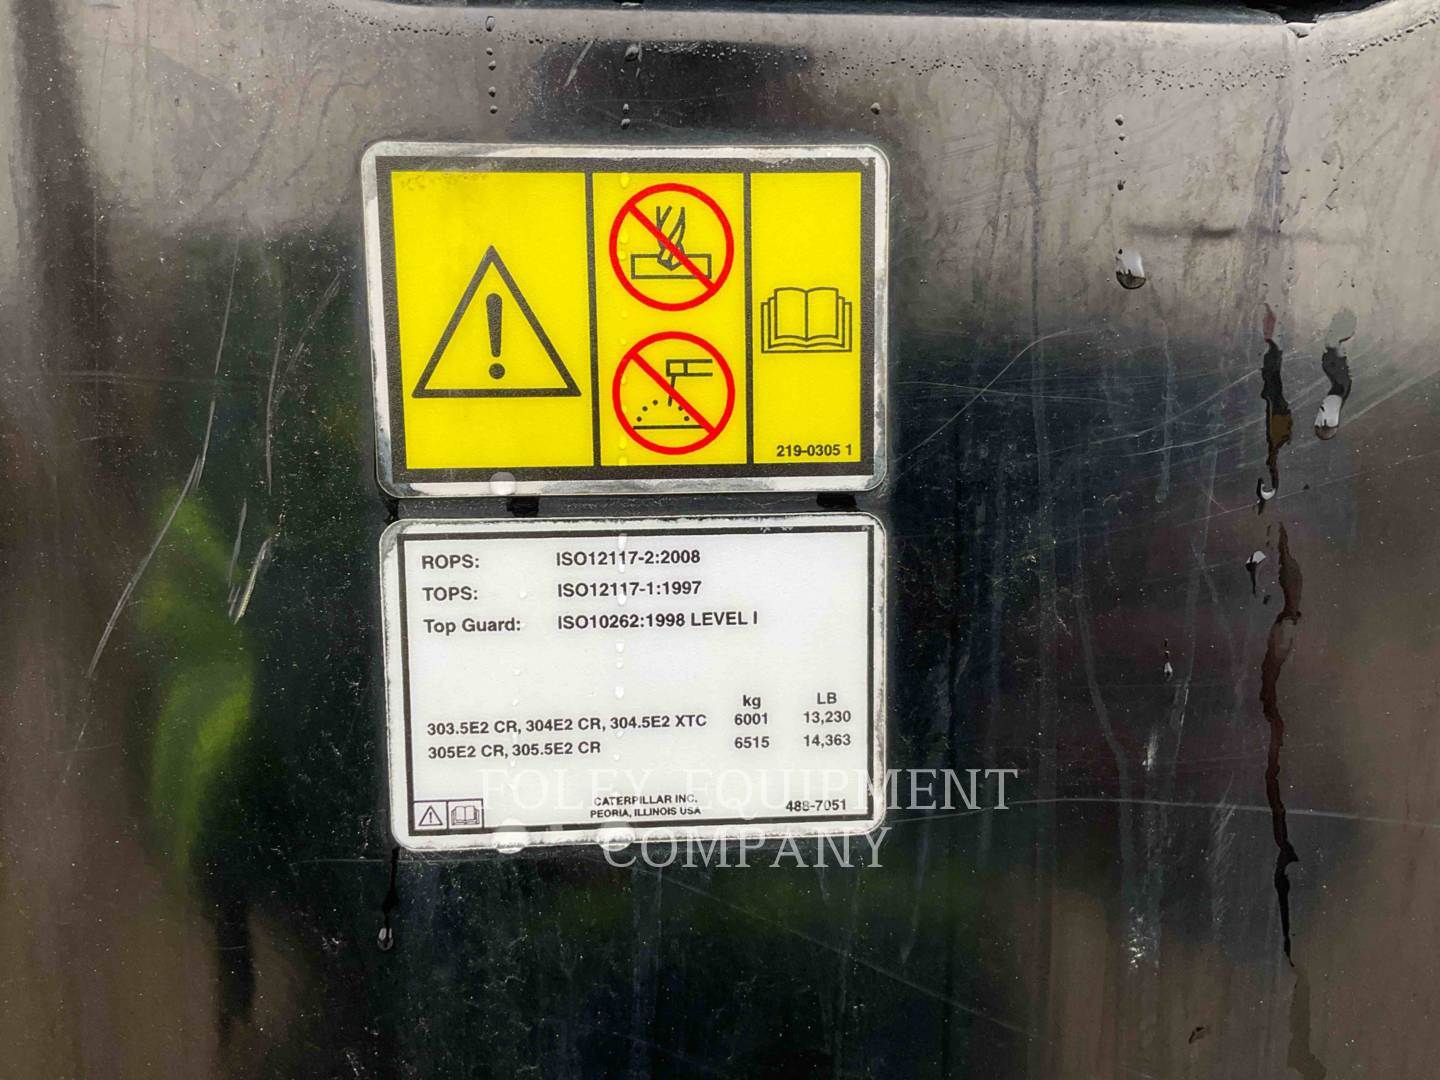 219-0305 1
ROPS: ISO12117-2:2008
TOPS: ISO12117-1:1997
Top Guard: ISO10262:1998 LEVEL I
kg LB
303.5E2 CR, 304E2 CR, 304.5E2 XTC 6001 13,230
305E2 CR, 305.5E2 CR 6515 14,363
CATERPILLAR INC.
PEORIA, ILLINOIS USA
488-7051
FOLEY EQUIPMENT
COMPANY